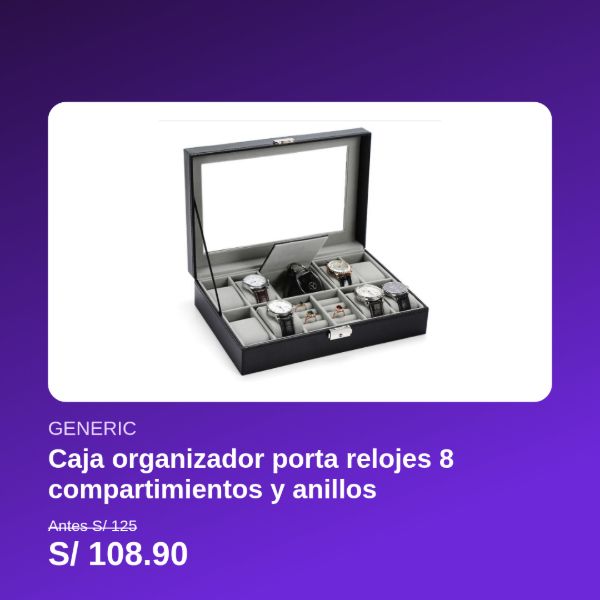 GENERIC
Caja organizador porta relojes 8
compartimientos y anillos
Antes S/ 125
S/ 108.90